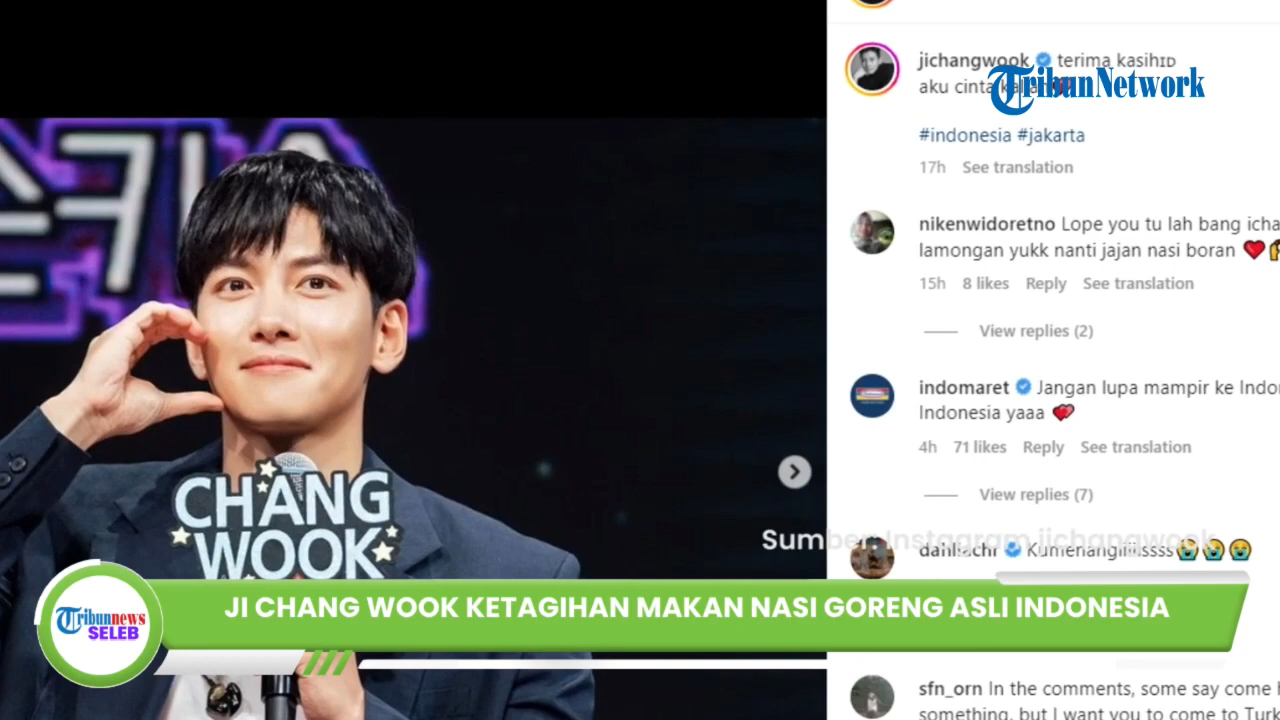 jichangwook terima kasih🇮🇩
aku cinta
TribunNetwork
#indonesia #jakarta
17h See translation
nikenwidoretno Lope you tu lah bang icha
lamongan yukk nanti jajan nasi boran ❤️
15h 8 likes Reply See translation
View replies (2)
indomaret Jangan lupa mampir ke Indo
Indonesia yaaa 💕
4h 71 likes Reply See translation
View replies (7)
Sumber: Instagram jichangwook
Kumenangiiiissss😭😭😭
CHANG
WOOK
JI CHANG WOOK KETAGIHAN MAKAN NASI GORENG ASLI INDONESIA
Tribunnews
SELEB
sfn_orn In the comments, some say come h
something, but I want you to come to Turk